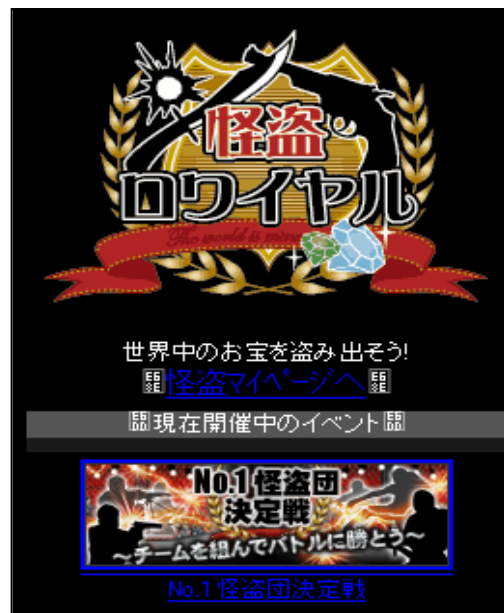 怪盗
ロワイヤル
The world is mine
世界中のお宝を盗み出そう!
怪盗マイページへ
現在開催中のイベント
No.1 怪盗団
決定戦
～チームを組んでバトルに勝とう～
No.1怪盗団決定戦